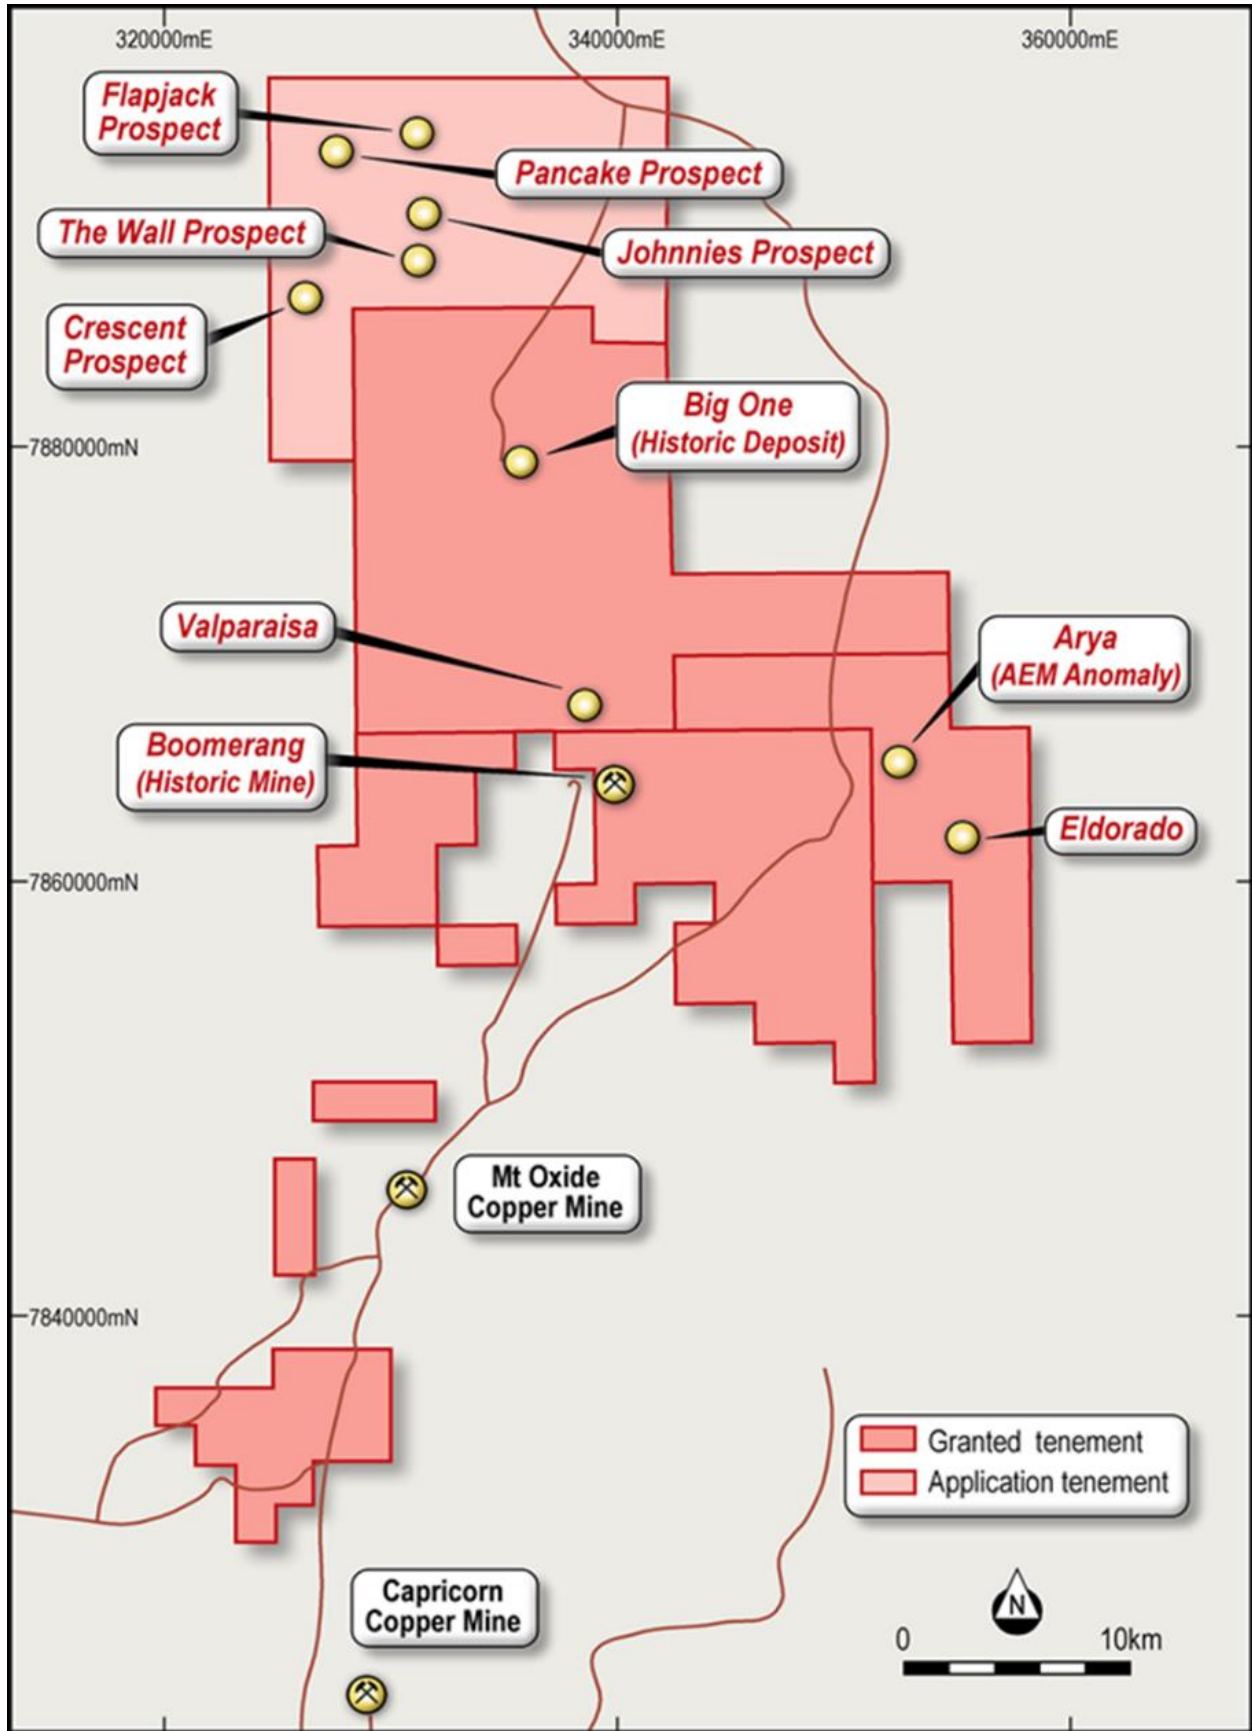 320000mE
340000mE
360000mE
Flapjack
Prospect
Pancake Prospect
The Wall Prospect
Johnnies Prospect
Crescent
Prospect
Big One
(Historic Deposit)
7880000mN
Valparaisa
Arya
(AEM Anomaly)
Boomerang
(Historic Mine)
Eldorado
7860000mN
Mt Oxide
Copper Mine
7840000mN
Granted tenement
Application tenement
Capricorn
Copper Mine
N
0
10km